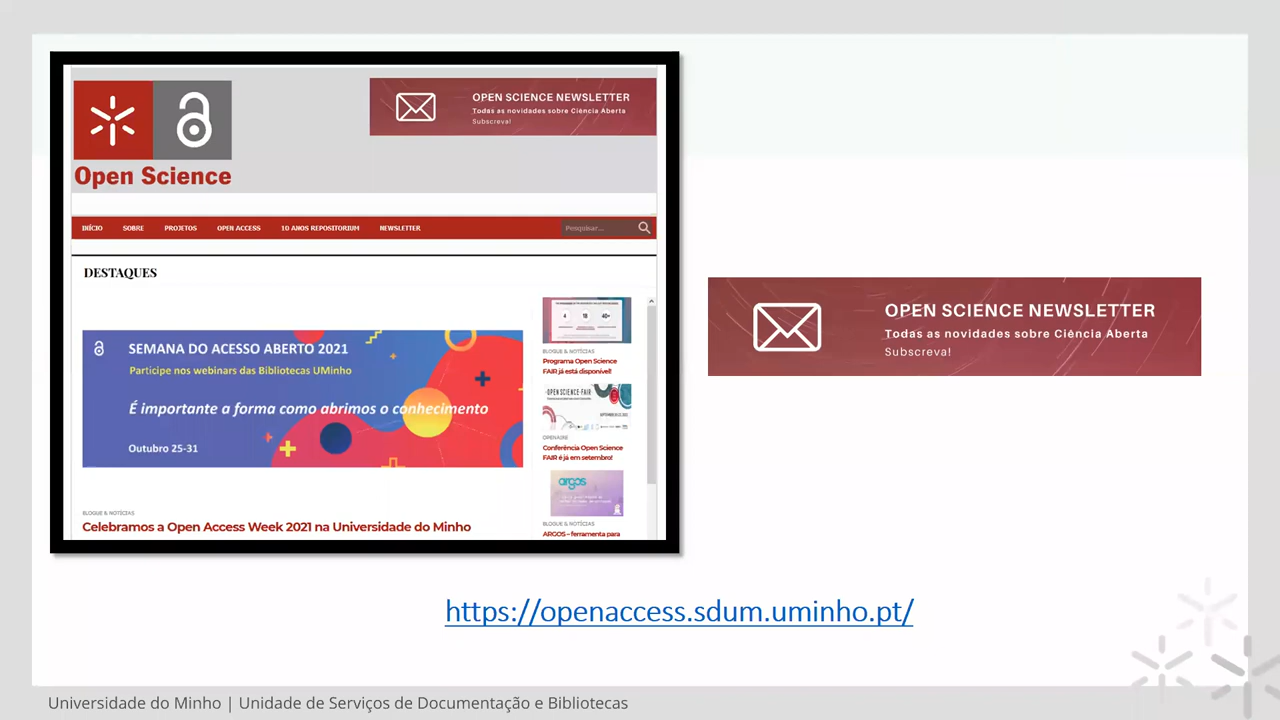 OPEN SCIENCE NEWSLETTER
Todas as novidades sobre Ciência Aberta
Subscreva!
Open Science
INÍCIO SOBRE PROJETOS OPEN ACCESS 10 ANOS REPOSITORIUM NEWSLETTER Pesquisar...
DESTAQUES
SEMANA DO ACESSO ABERTO 2021
Participe nos webinars das Bibliotecas UMinho
É importante a forma como abrimos o conhecimento
Outubro 25-31
BLOGUE & NOTÍCIAS
Celebramos a Open Access Week 2021 na Universidade do Minho
4 18 40+
BLOGUE & NOTÍCIAS
Programa Open Science
FAIR já está disponível!
OPEN SCIENCE FAIR
OPENAIRE
Conferência Open Science
FAIR é já em setembro!
argos
BLOGUE & NOTÍCIAS
ARGOS – ferramenta para
OPEN SCIENCE NEWSLETTER
Todas as novidades sobre Ciência Aberta
Subscreva!
https://openaccess.sdum.uminho.pt/
Universidade do Minho | Unidade de Serviços de Documentação e Bibliotecas